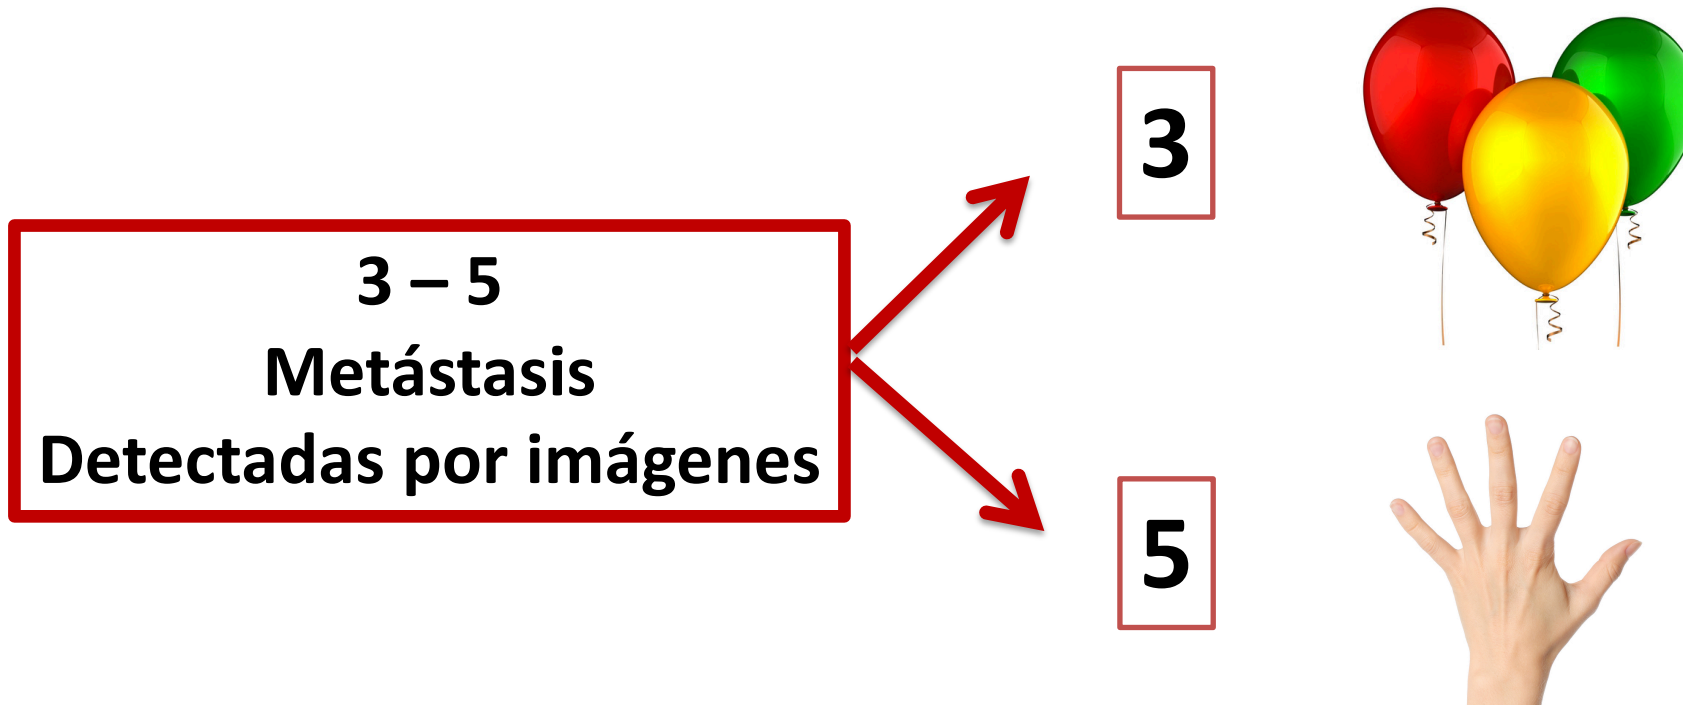 3 – 5
Metástasis
Detectadas por imágenes
3
5